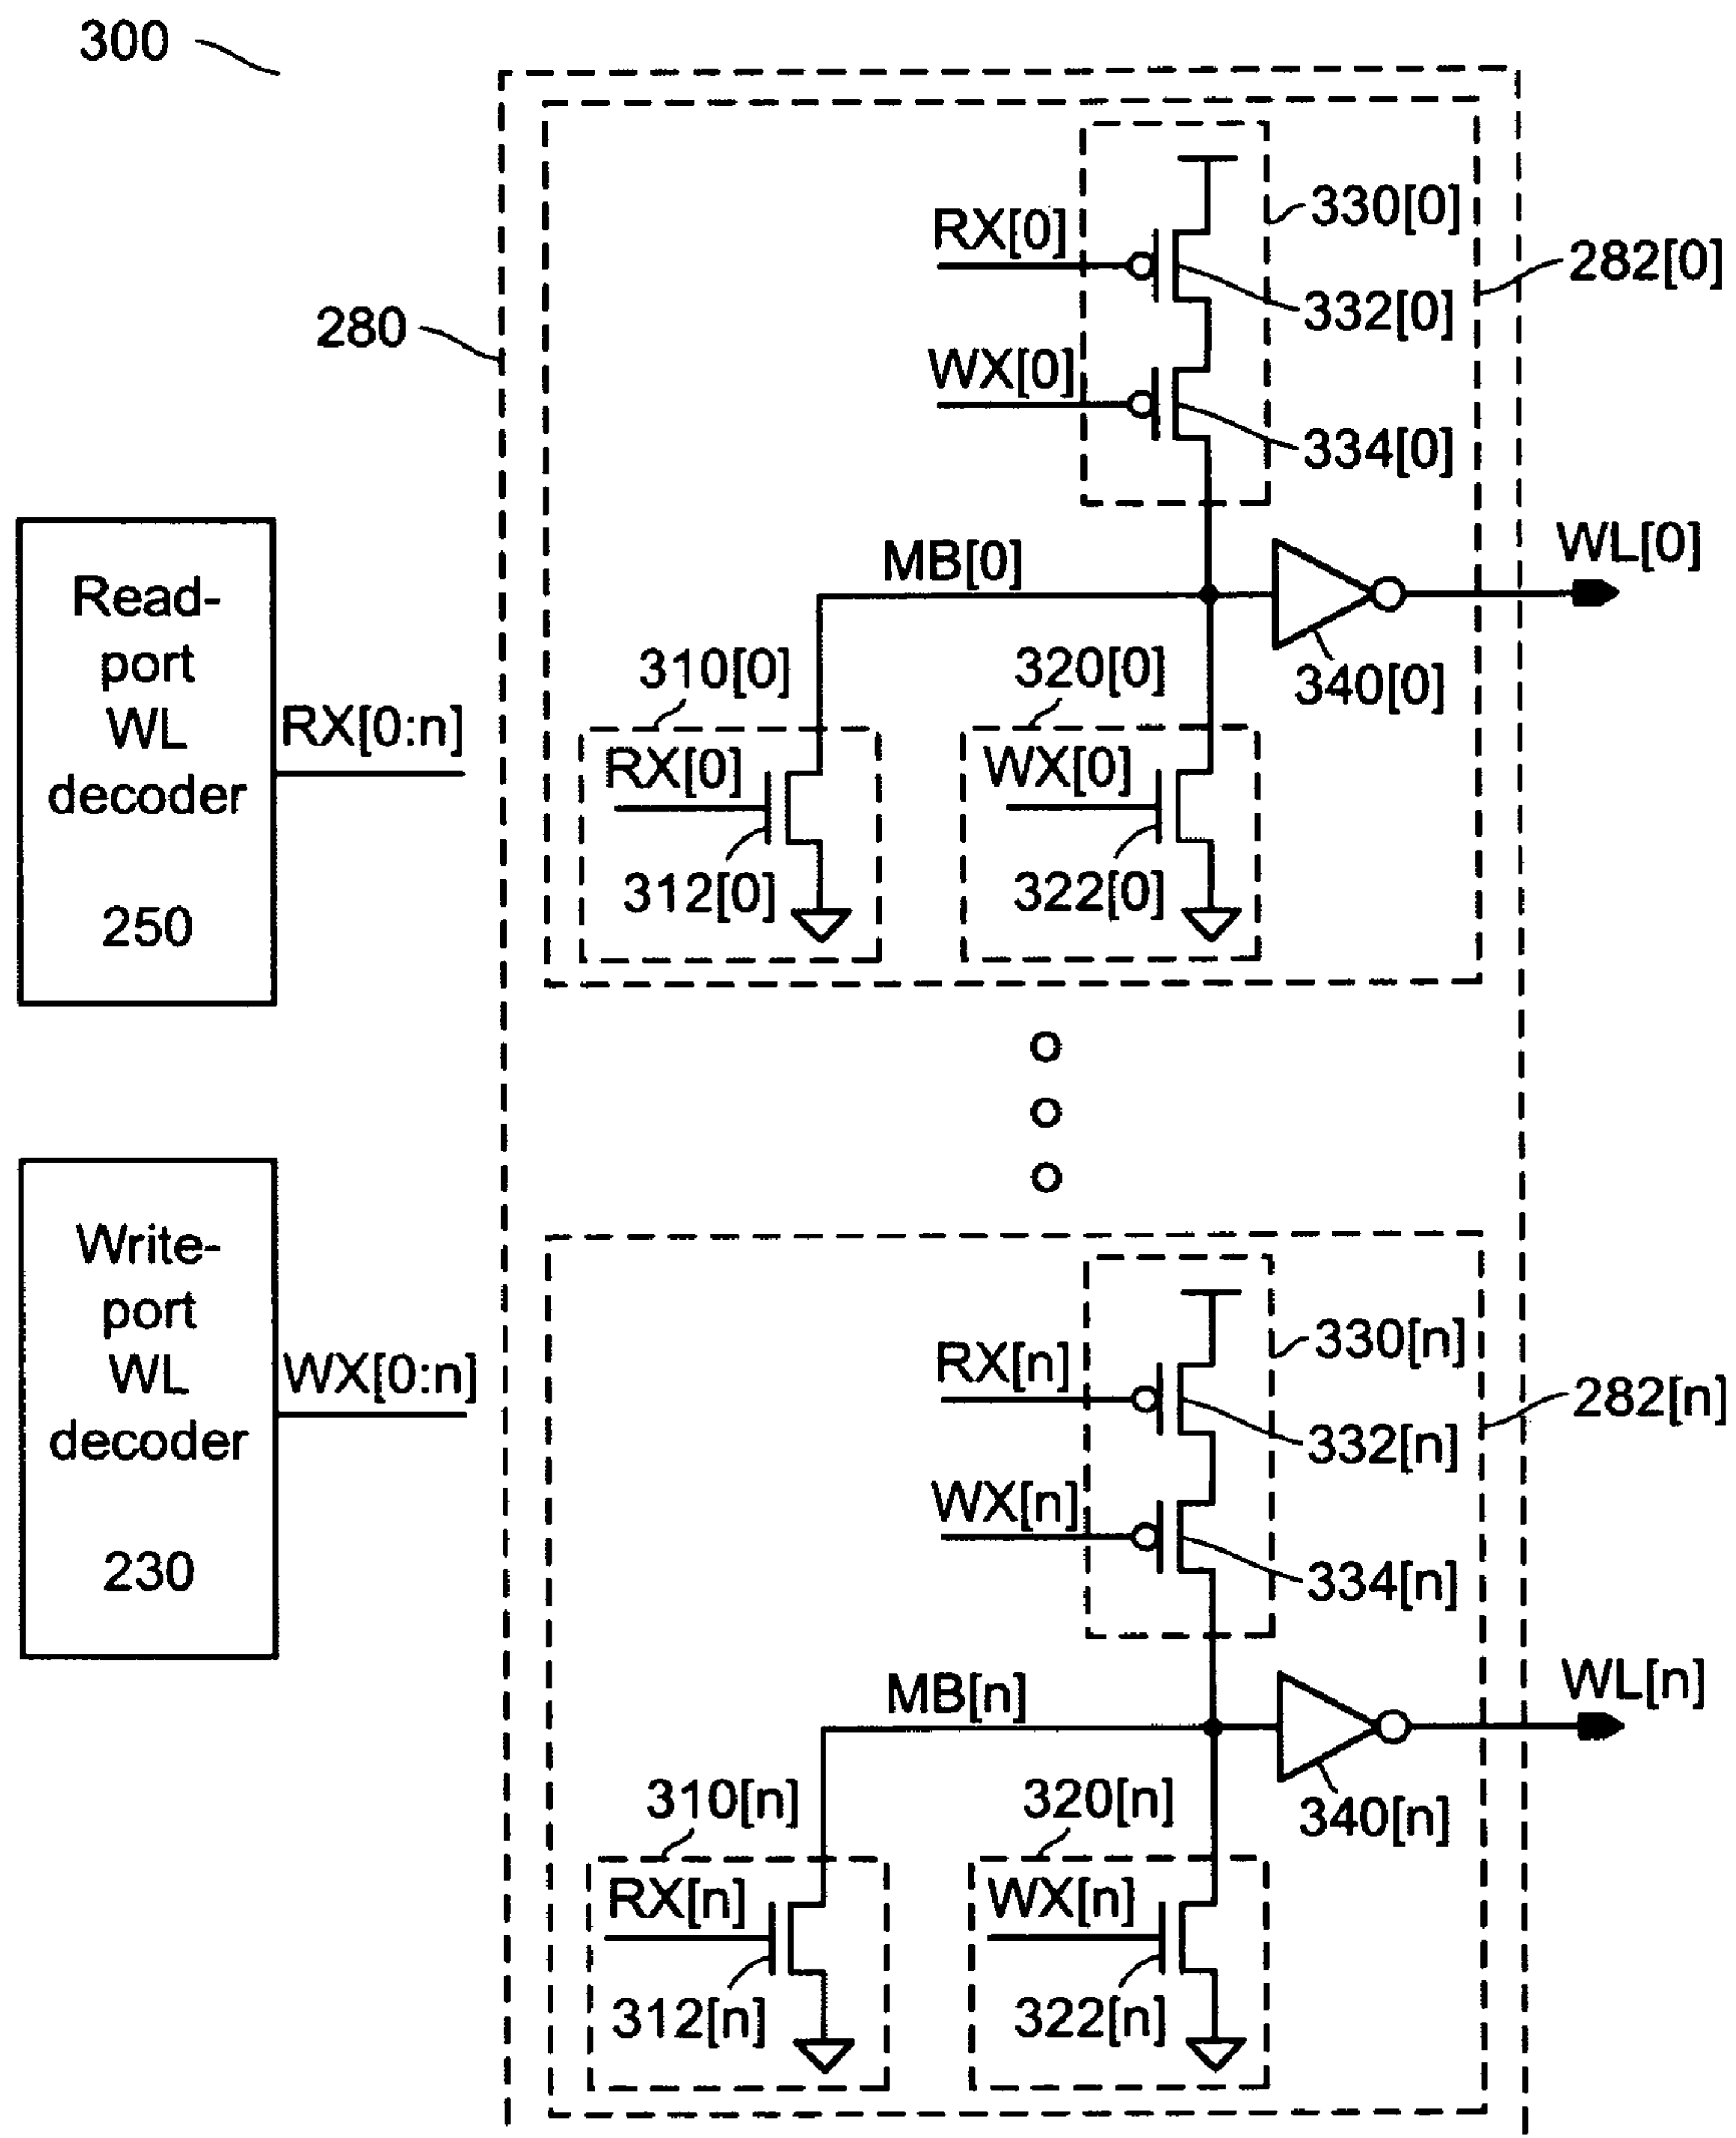 300
330[0]
RX[0]
282[0]
332[0]
280
WX[0]
334[0]
WL[0]
MB[0]
Read-
port
WL
decoder
250
RX[0:n]
310[0]
320[0]
340[0]
RX[0]
WX[0]
312[0]
322[0]
Write-
port
WL
decoder
230
WX[0:n]
330[n]
RX[n]
282[n]
332[n]
WX[n]
334[n]
WL[n]
MB[n]
310[n]
320[n]
340[n]
RX[n]
WX[n]
312[n]
322[n]